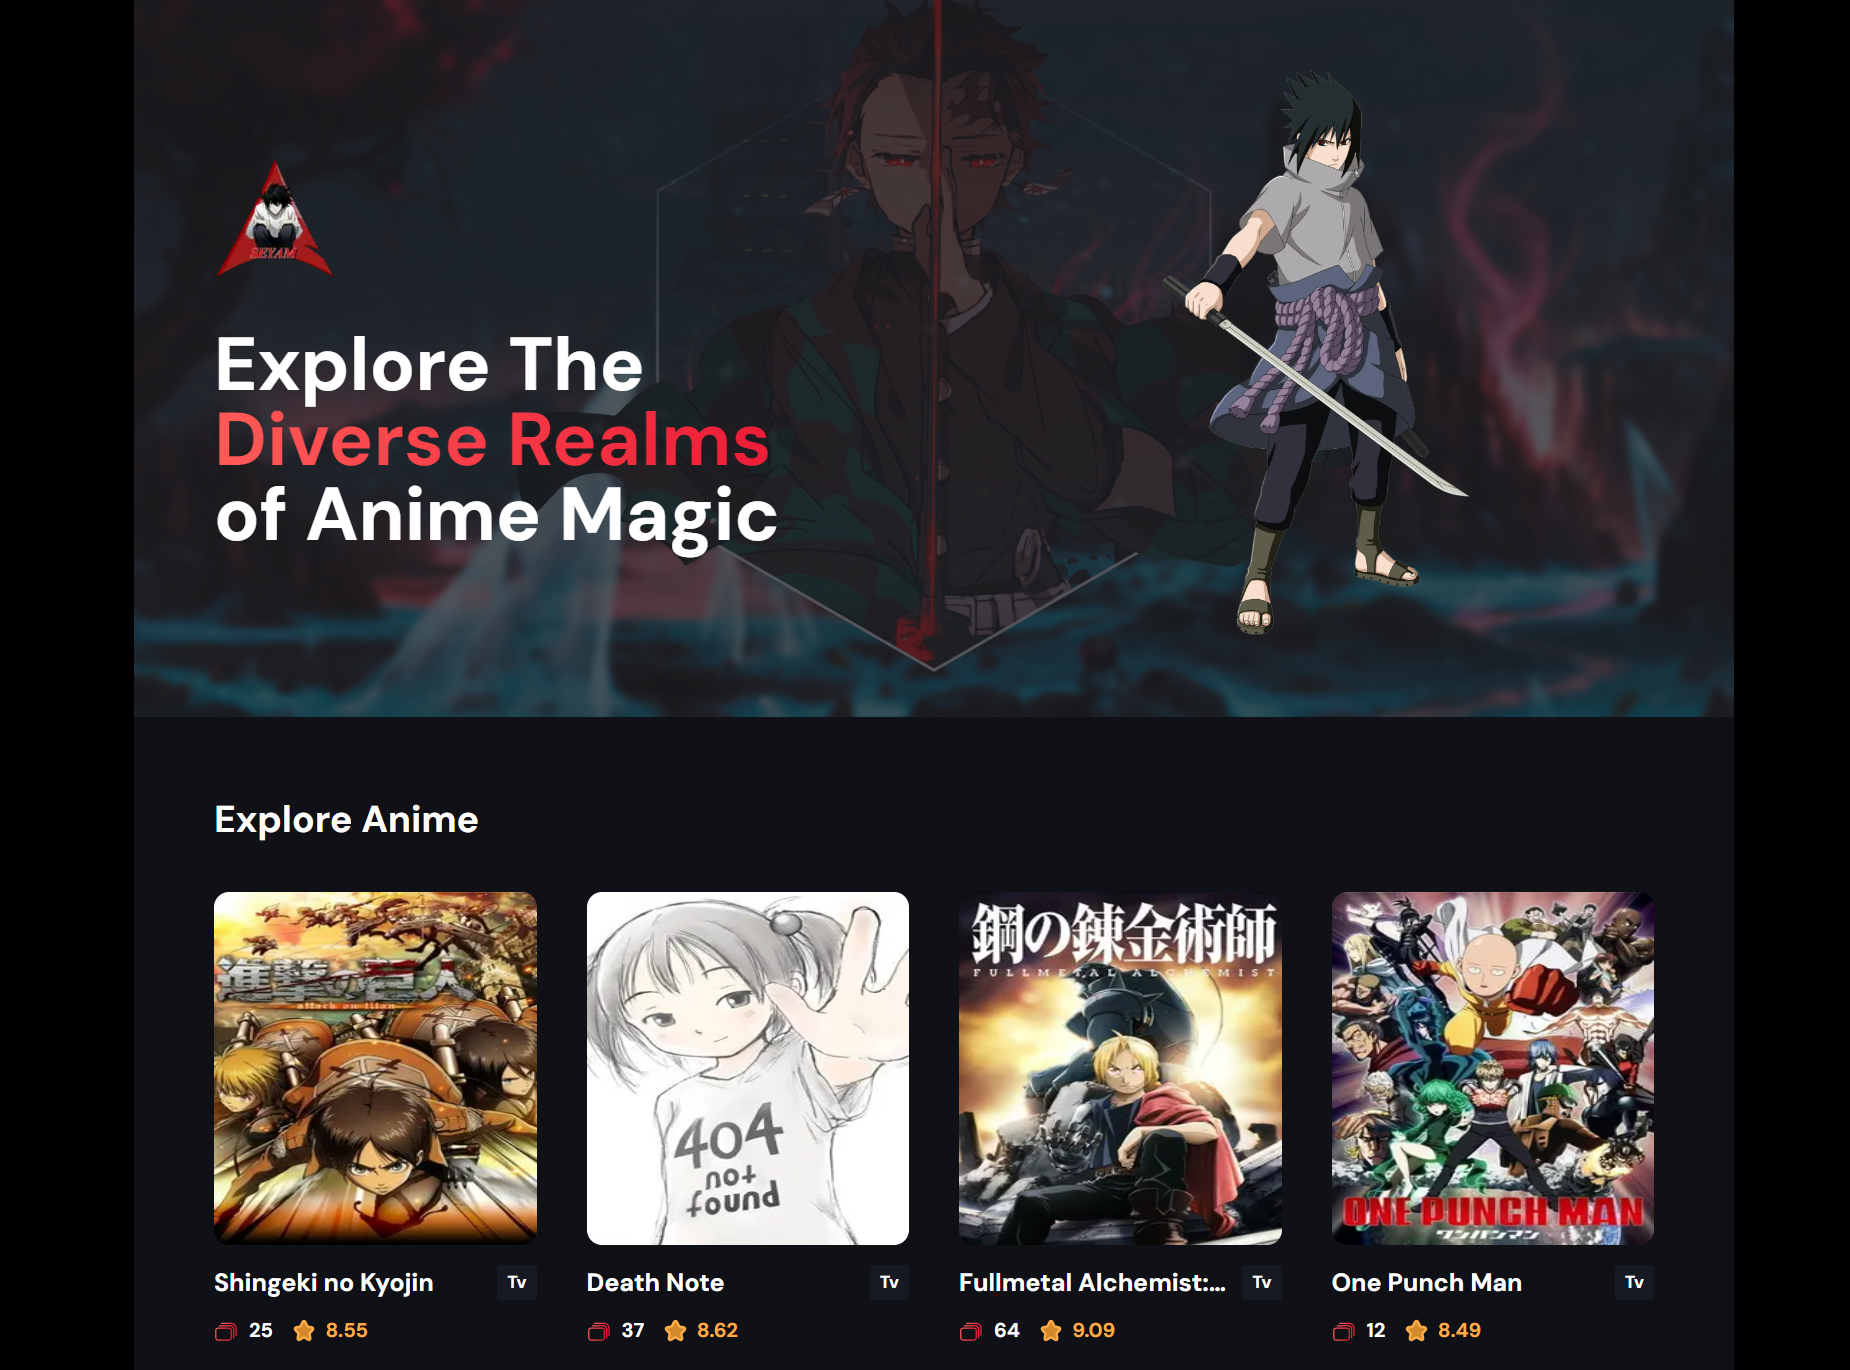 SEYAM
Explore The
Diverse Realms
of Anime Magic
Explore Anime
進撃の巨人
attack on titan
Shingeki no Kyojin
Tv
25
8.55
404
not
found
Death Note
Tv
37
8.62
鋼の錬金術師
FULLMETAL ALCHEMIST
Fullmetal Alchemist:...
Tv
64
9.09
ONE PUNCH MAN
ワンパンマン
One Punch Man
Tv
12
8.49